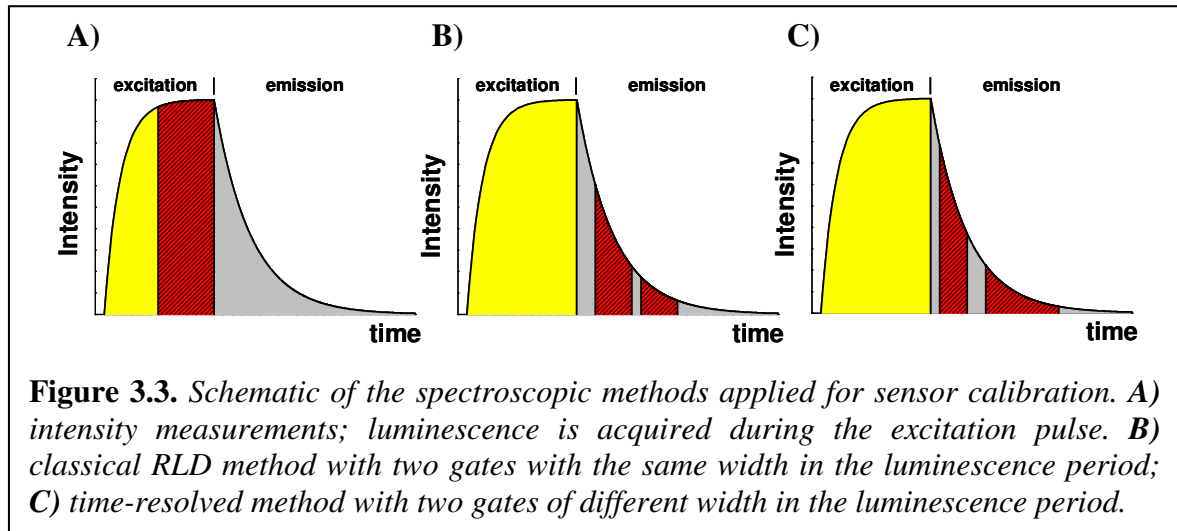 A)
B)
C)
excitation | emission
excitation | emission
excitation | emission
Intensity
Intensity
Intensity
time
time
time
Figure 3.3. Schematic of the spectroscopic methods applied for sensor calibration. A)
intensity measurements; luminescence is acquired during the excitation pulse. B)
classical RLD method with two gates with the same width in the luminescence period;
C) time-resolved method with two gates of different width in the luminescence period.